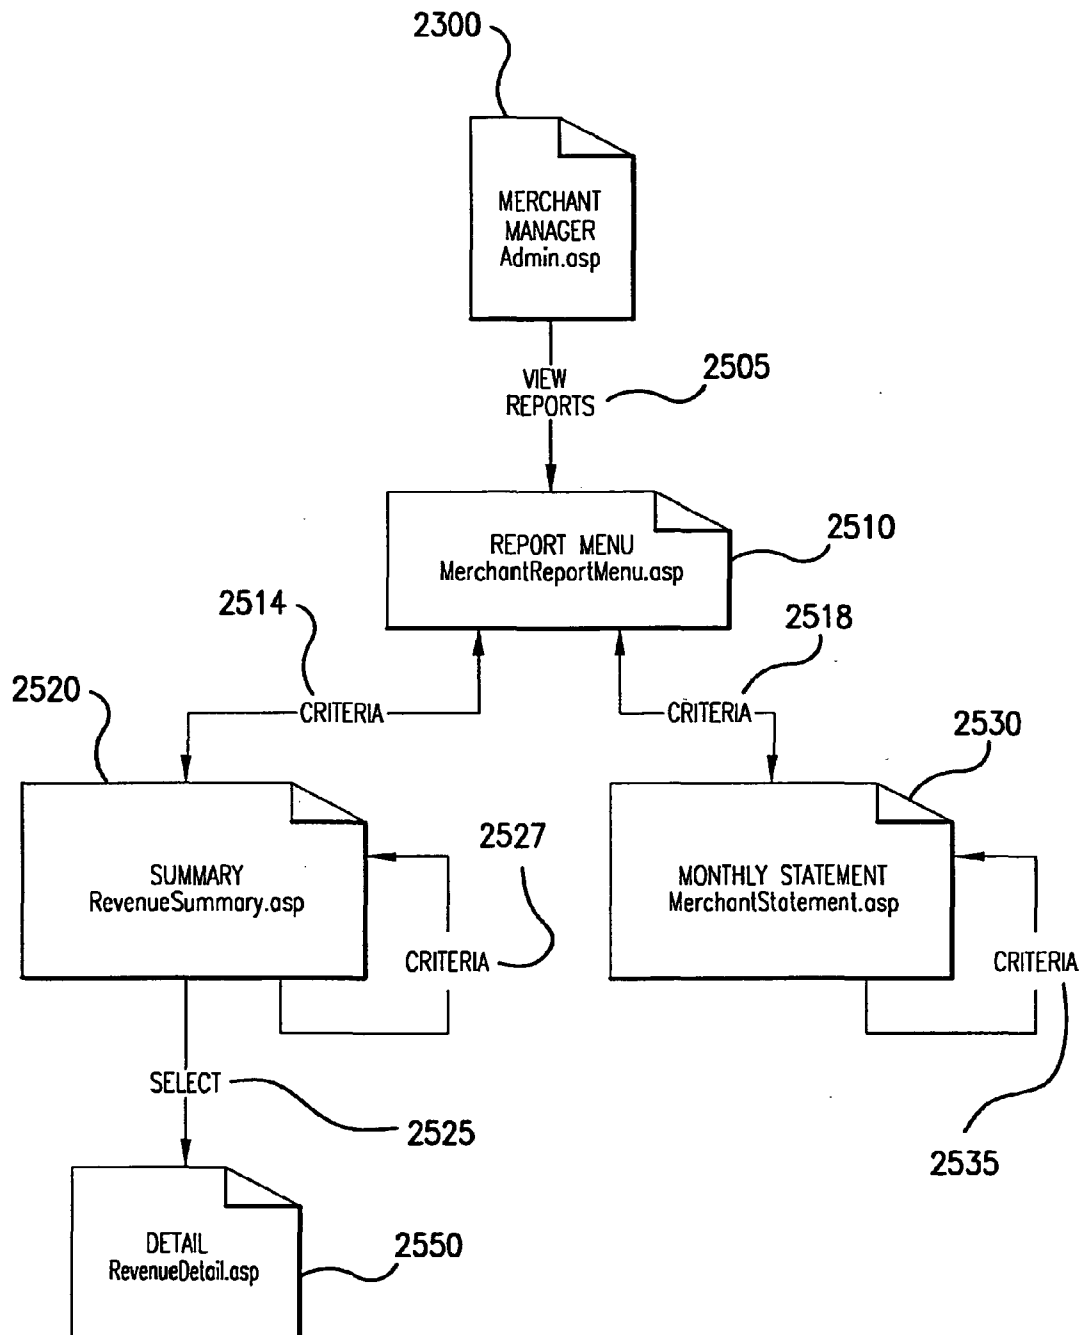 2300
MERCHANT
MANAGER
Admin.asp
VIEW
REPORTS
2505
REPORT MENU
MerchantReportMenu.asp
2510
2514
CRITERIA
2518
CRITERIA
2520
SUMMARY
RevenueSummary.asp
2527
CRITERIA
2530
MONTHLY STATEMENT
MerchantStatement.asp
CRITERIA
2535
SELECT
2525
DETAIL
RevenueDetail.asp
2550